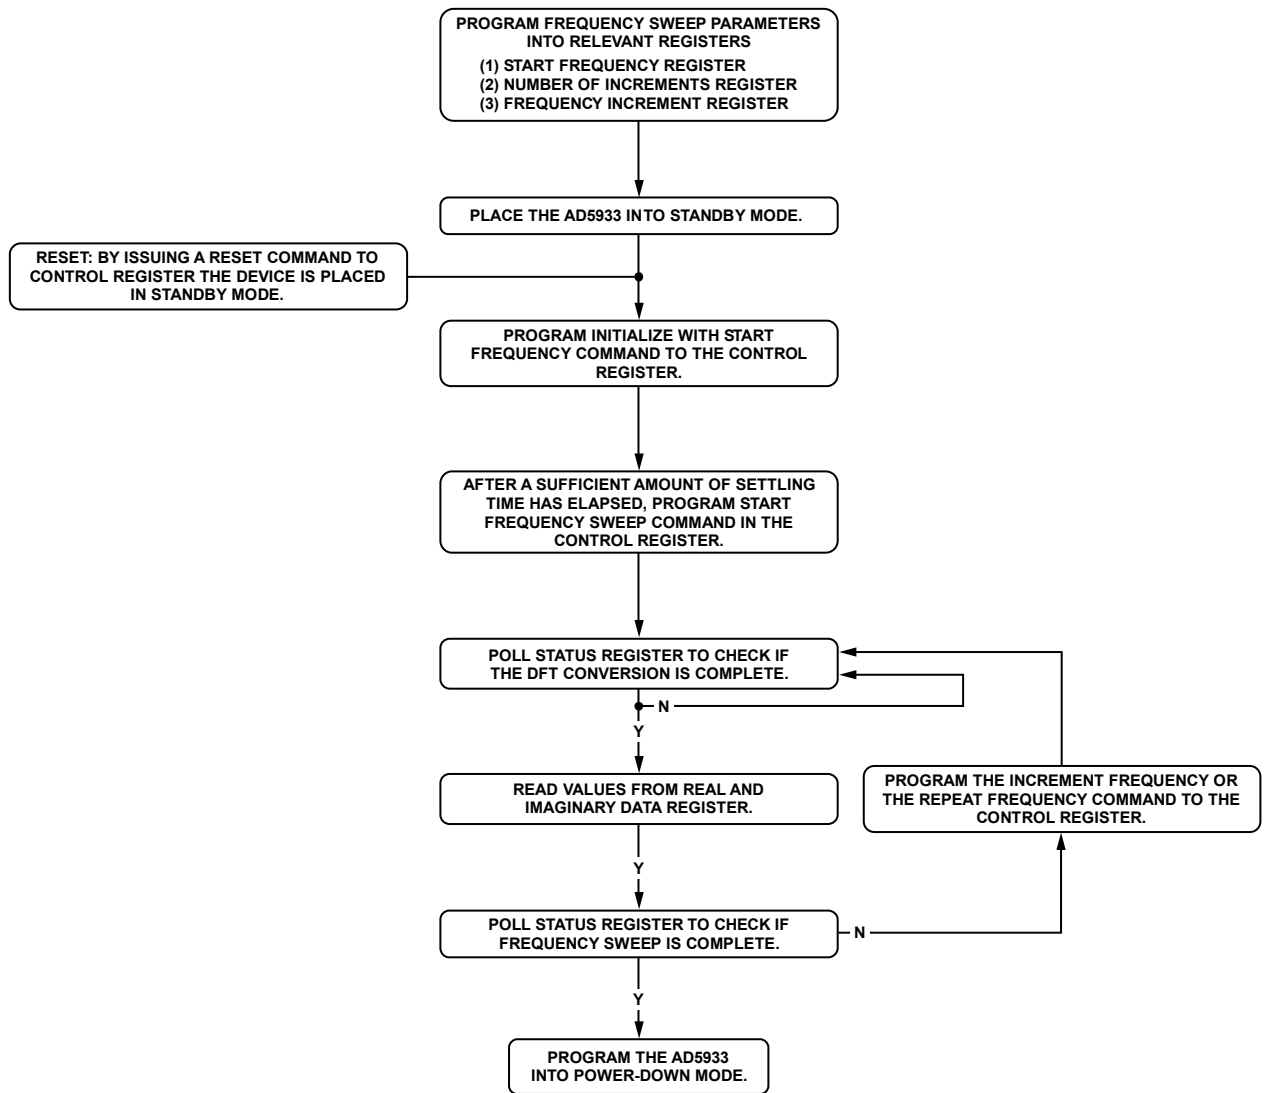 PROGRAM FREQUENCY SWEEP PARAMETERS
INTO RELEVANT REGISTERS
(1) START FREQUENCY REGISTER
(2) NUMBER OF INCREMENTS REGISTER
(3) FREQUENCY INCREMENT REGISTER
PLACE THE AD5933 INTO STANDBY MODE.
RESET: BY ISSUING A RESET COMMAND TO
CONTROL REGISTER THE DEVICE IS PLACED
IN STANDBY MODE.
PROGRAM INITIALIZE WITH START
FREQUENCY COMMAND TO THE CONTROL
REGISTER.
AFTER A SUFFICIENT AMOUNT OF SETTLING
TIME HAS ELAPSED, PROGRAM START
FREQUENCY SWEEP COMMAND IN THE
CONTROL REGISTER.
POLL STATUS REGISTER TO CHECK IF
THE DFT CONVERSION IS COMPLETE.
N
Y
READ VALUES FROM REAL AND
IMAGINARY DATA REGISTER.
PROGRAM THE INCREMENT FREQUENCY OR
THE REPEAT FREQUENCY COMMAND TO THE
CONTROL REGISTER.
Y
POLL STATUS REGISTER TO CHECK IF
FREQUENCY SWEEP IS COMPLETE.
N
Y
PROGRAM THE AD5933
INTO POWER-DOWN MODE.